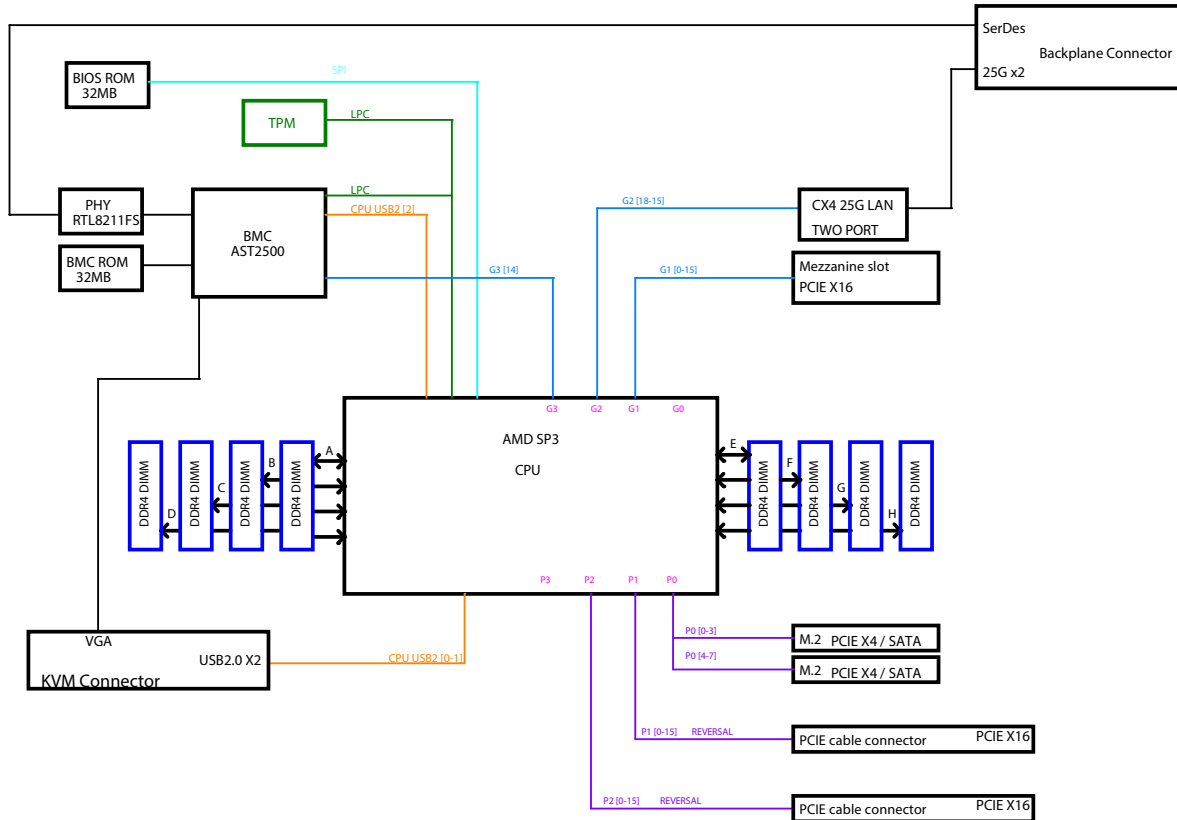 SerDes
Backplane Connector
25G x2
BIOS ROM
32MB
SPI
TPM
LPC
LPC
PHY
RTL8211FS
BMC
AST2500
CPU USB2 [2]
BMC ROM
32MB
G3 [14]
G2 [18-15]
CX4 25G LAN
TWO PORT
G1 [0-15]
Mezzanine slot
PCIE X16
G3
G2
G1
G0
AMD SP3
CPU
DDR4 DIMM
DDR4 DIMM
DDR4 DIMM
DDR4 DIMM
A
B
C
D
E
F
G
H
DDR4 DIMM
DDR4 DIMM
DDR4 DIMM
DDR4 DIMM
P3
P2
P1
P0
P0 [0-3]
M.2 PCIE X4 / SATA
P0 [4-7]
M.2 PCIE X4 / SATA
VGA
USB2.0 X2
KVM Connector
CPU USB2 [0-1]
P1 [0-15] REVERSAL
PCIE cable connector PCIE X16
P2 [0-15] REVERSAL
PCIE cable connector PCIE X16